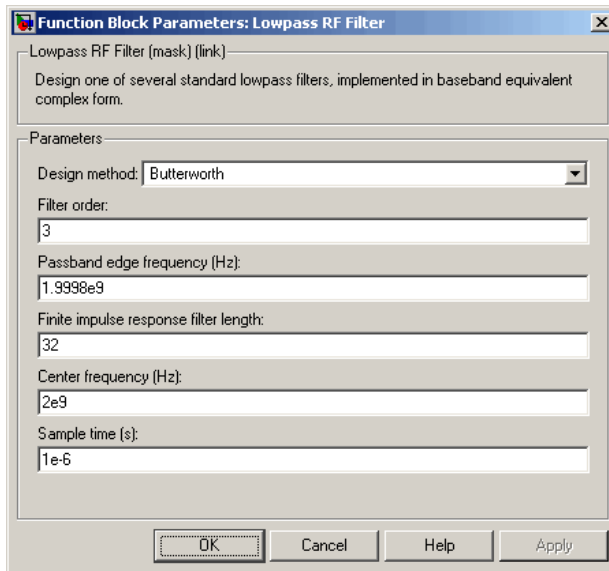 Function Block Parameters: Lowpass RF Filter
Lowpass RF Filter (mask) (link)
Design one of several standard lowpass filters, implemented in baseband equivalent
complex form.
Parameters
Design method: Butterworth
Filter order:
3
Passband edge frequency (Hz):
1.9998e9
Finite impulse response filter length:
32
Center frequency (Hz):
2e9
Sample time (s):
1e-6
OK Cancel Help Apply